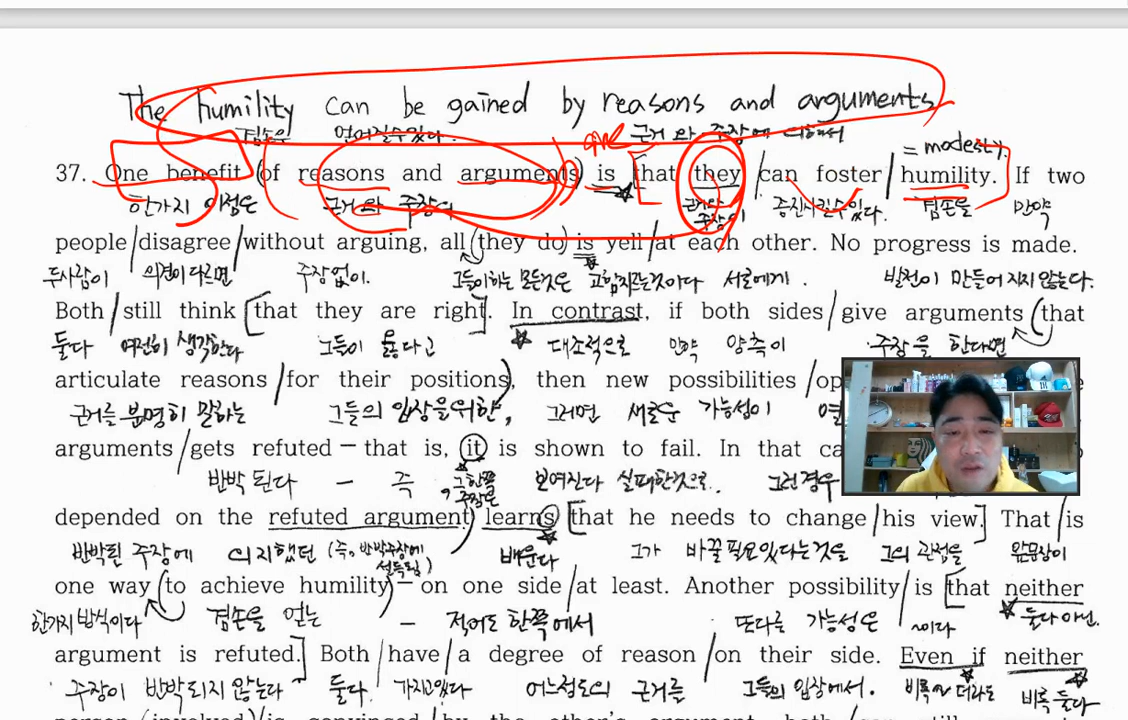 The humility can be gained by reasons and arguments
겸손은 얻어질수있다. 근거와 주장에 의해서
are = modesty.
37. One benefit (of reasons and arguments) is [that they / can foster / humility.] If two
한가지 이점은 근거와 주장의 근거와 주장이 증진시킬수있다. 겸손을 만약
people / disagree / without arguing, all (they do) is yell / at each other. No progress is made.
두사람이 의견이 다르면 주장없이. 그들이하는 모든것은 고함지르는것이다 서로에게. 발전이 만들어지지 않는다.
Both / still think [that they are right]. In contrast, if both sides / give arguments (that
둘다 여전히 생각한다 그들이 옳다고 대조적으로 만약 양측이 주장을 한다면
articulate reasons / for their positions), then new possibilities / op
근거를 분명히 말하는 그들의 입장을위한, 그러면 새로운 가능성이
arguments / gets refuted – that is, it is shown to fail. In that ca
반박된다 – 즉, 그한쪽 주장은 보여진다 실패한것으로. 그런경우
depended on the refuted argument) learns [that he needs to change / his view.] That / is
반박된 주장에 의지했던 (즉, 반박주장에 설득됨) 배운다 그가 바꿀필요있다는것을 그의 관점을 앞문장이
one way (to achieve humility) – on one side / at least. Another possibility / is [that neither
한가지 방식이다 겸손을 얻는 – 적어도 한쪽에서 또다른 가능성은 ~이다 둘다 아닌.
argument is refuted.] Both / have / a degree of reason / on their side. Even if neither
주장이 반박되지 않는다 둘다. 가지고있다 어느정도의 근거를 그들의 입장에서. 비록~더라도 비록 둘다
person (involved) / is convinced / by the other's argument, both / can still